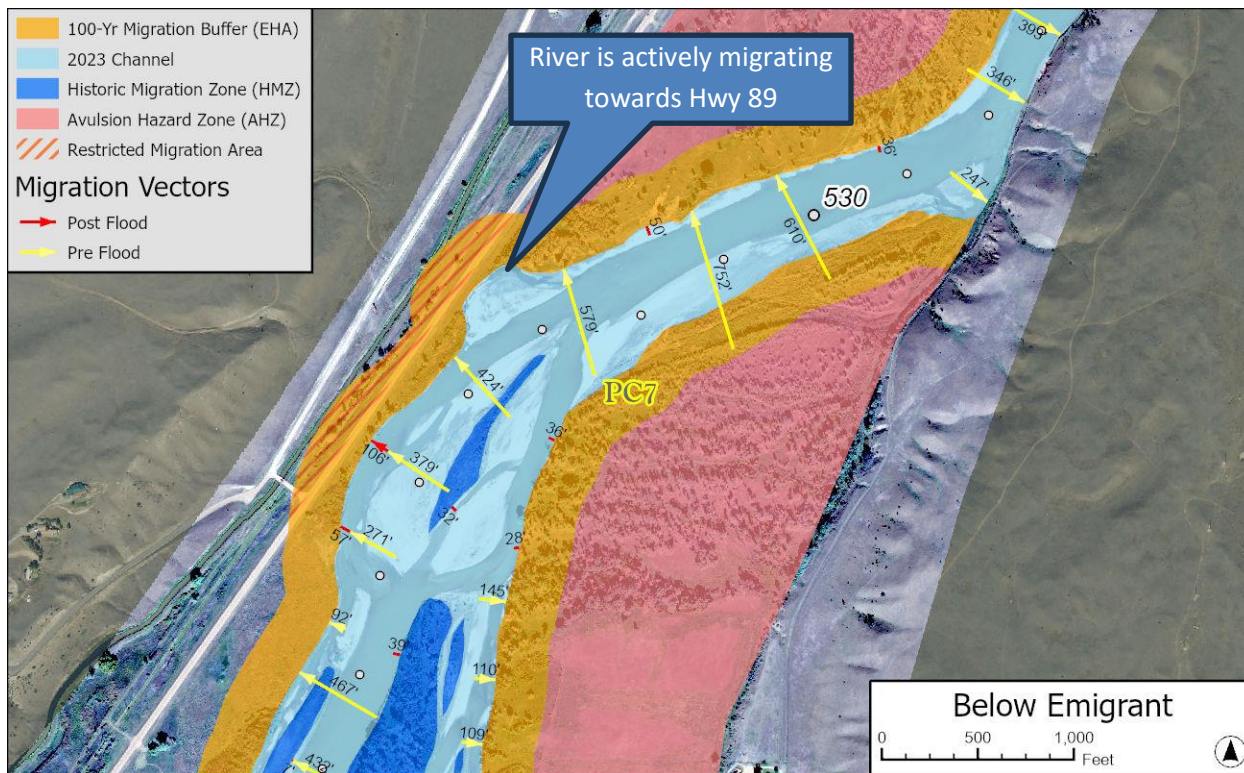 100-Yr Migration Buffer (EHA)
2023 Channel
Historic Migration Zone (HMZ)
Avulsion Hazard Zone (AHZ)
Restricted Migration Area
Migration Vectors
Post Flood
Pre Flood
River is actively migrating
towards Hwy 89
399'
346'
36'
247'
530
50'
610'
752'
579'
PC7
424'
36'
106'
379'
32'
57'
271'
28'
145'
92'
39'
110'
467'
109'
Below Emigrant
0 500 1,000
Feet